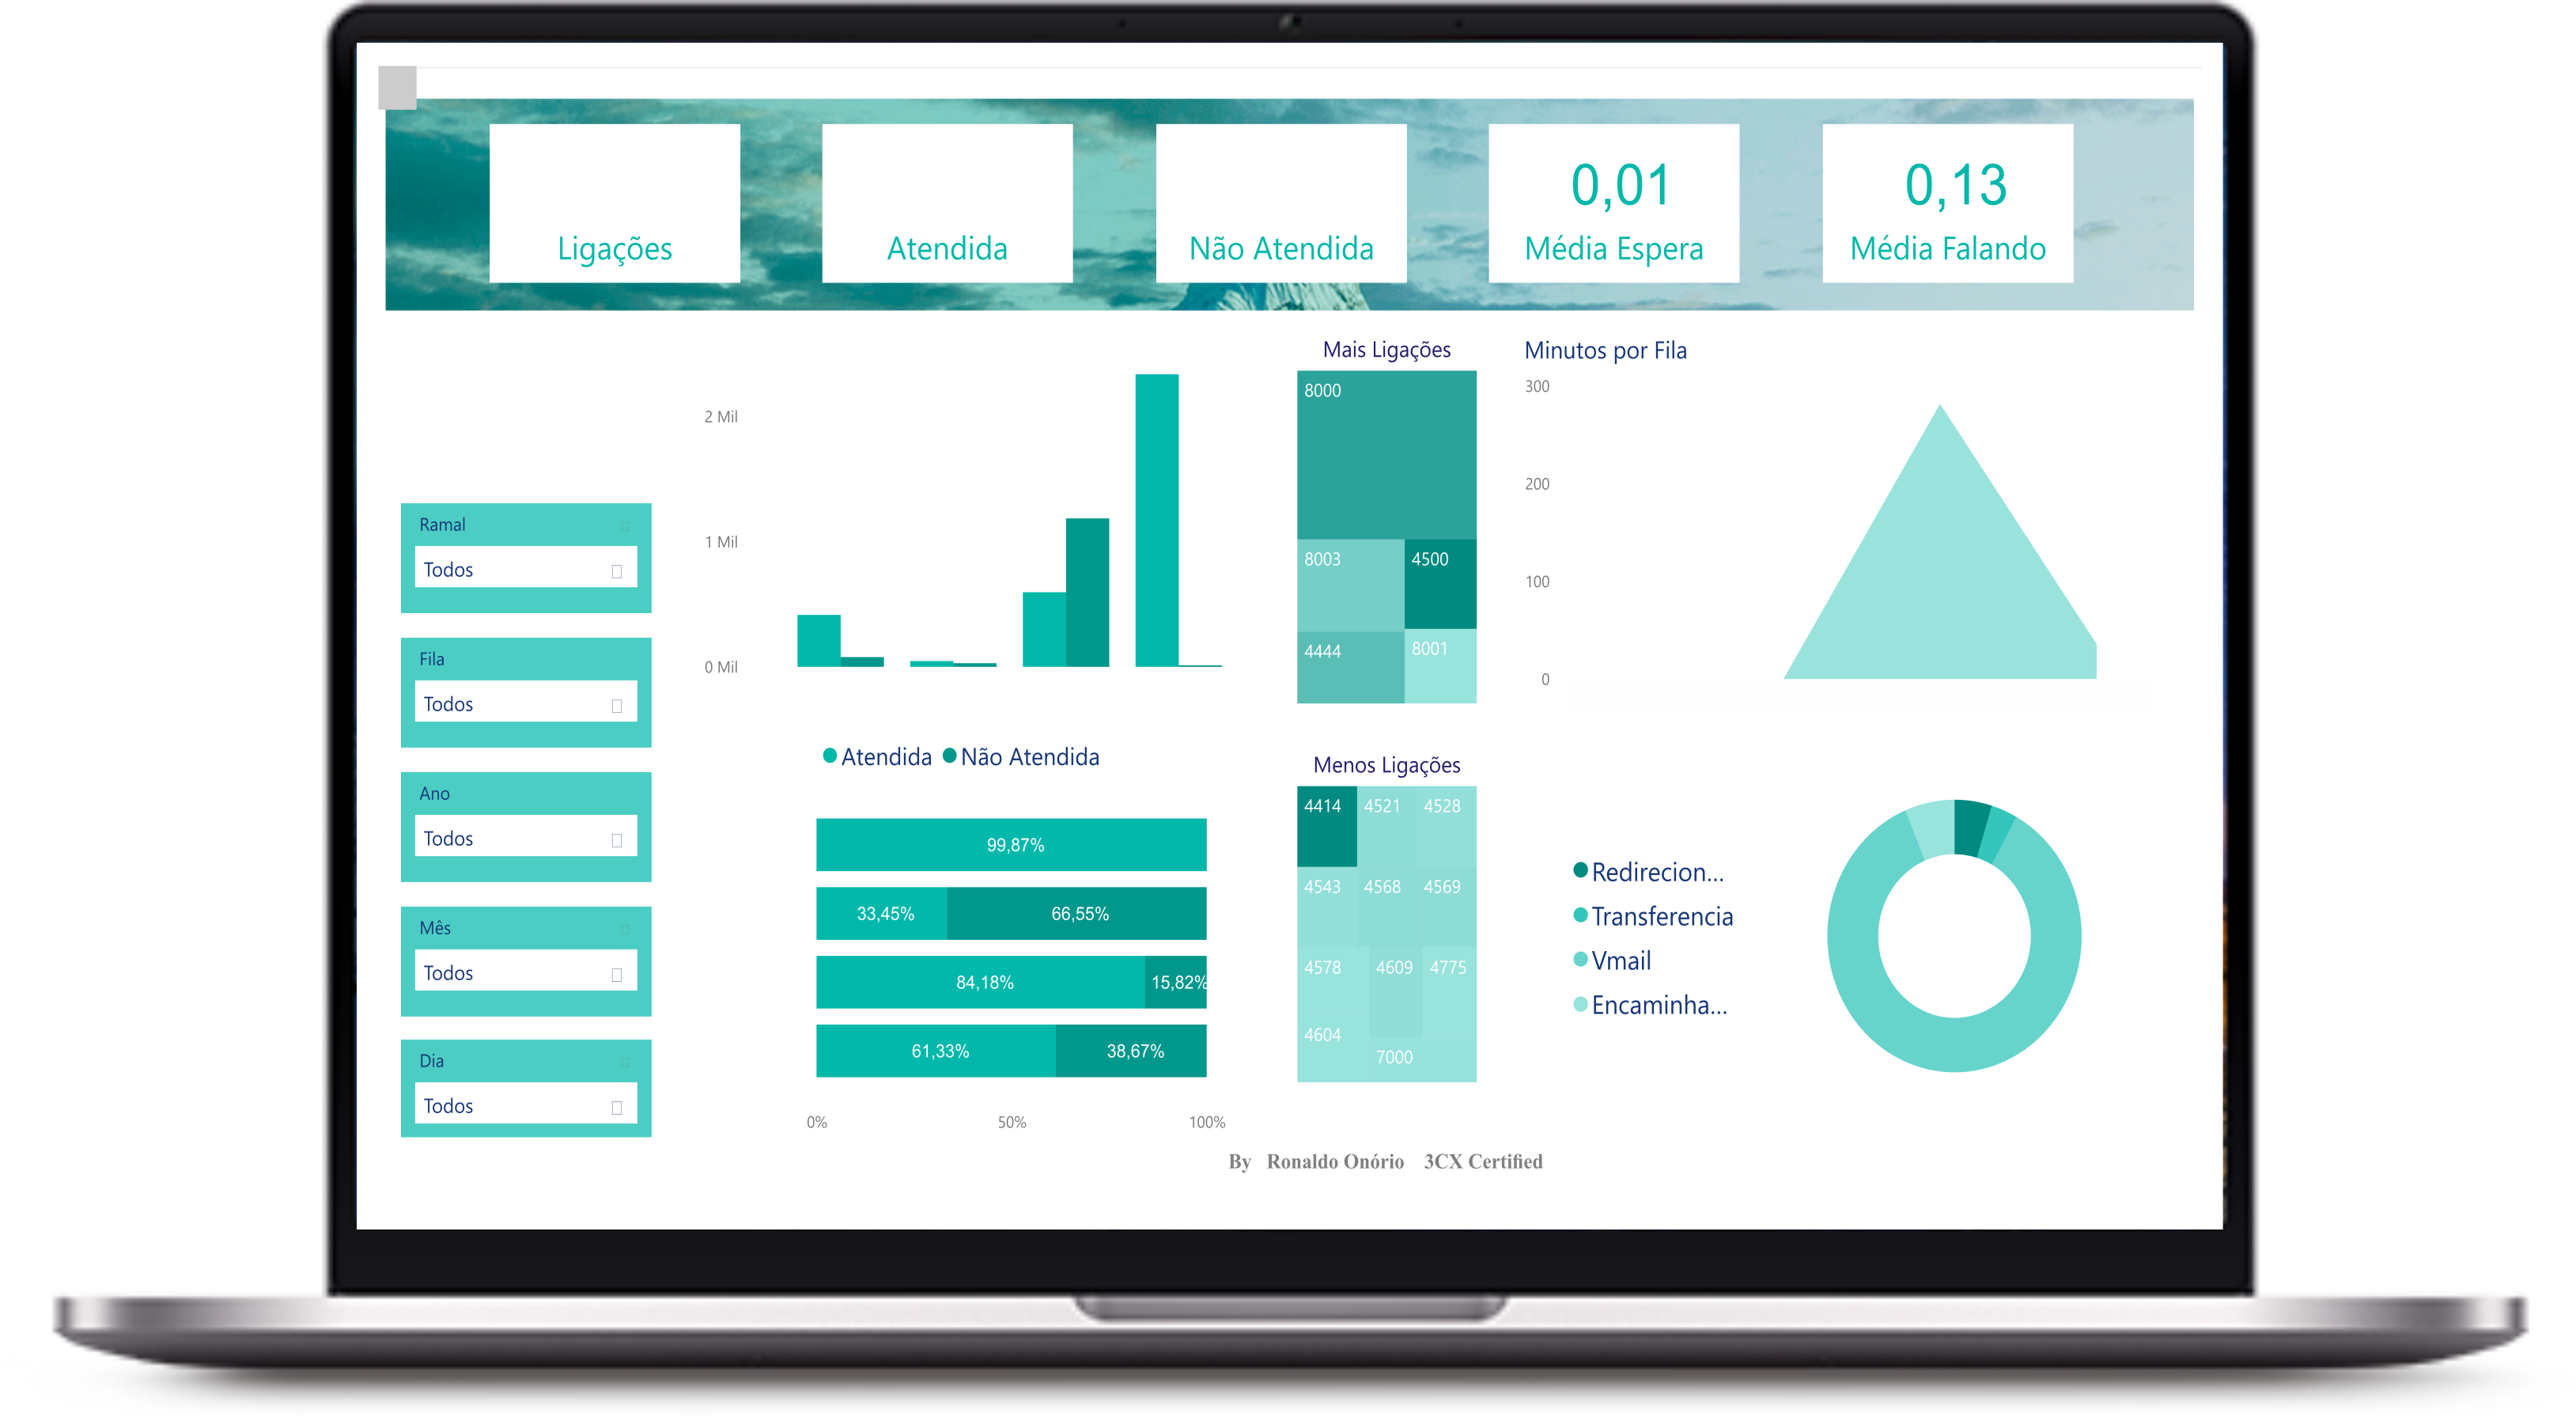 Ligações
Atendida
Não Atendida
0,01
Média Espera
0,13
Média Falando
Ramal
Todos
Fila
Todos
Ano
Todos
Mês
Todos
Dia
Todos
2 Mil
1 Mil
0 Mil
Atendida Não Atendida
99,87%
33,45% 66,55%
84,18% 15,82%
61,33% 38,67%
0% 50% 100%
Mais Ligações
8000
8003 4500
4444 8001
Menos Ligações
4414 4521 4528
4543 4568 4569
4578 4609 4775
4604
7000
Minutos por Fila
300
200
100
0
Redirecion...
Transferencia
Vmail
Encaminha...
By Ronaldo Onório 3CX Certified